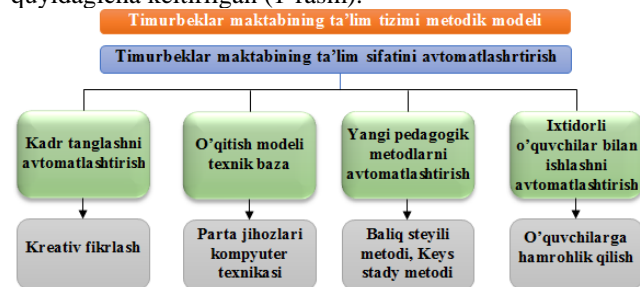 quyidagicha keltirilgan (1-rasm).
Timurbeklar maktabining ta'lim tizimi metodik modeli
Timurbeklar maktabining ta'lim sifatini avtomatlashrtirish
Kadr tanglashni
avtomatlashtirish
O'qitish modeli
texnik baza
Yangi pedagogik
metodlarni
avtomatlashtirish
Ixtidorli
o'quvchilar bilan
ishlashni
avtomatlashtirish
Kreativ fikrlash
Parta jihozlari
kompyuter
texnikasi
Baliq steyili
metodi, Keys
stady metodi
O'quvchilarga
hamrohlik qilish